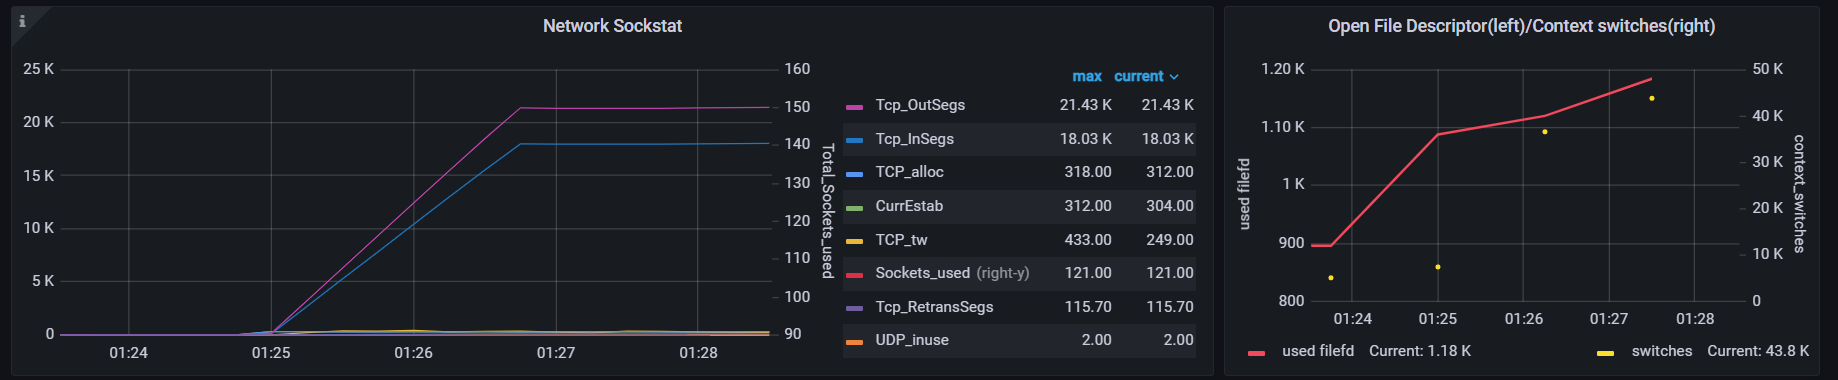 i
Network Sockstat
25 K
20 K
15 K
10 K
5 K
0
160
150
140
130
120
110
100
90
Total_Sockets_used
01:24 01:25 01:26 01:27 01:28
max current
Tcp_OutSegs 21.43 K 21.43 K
Tcp_InSegs 18.03 K 18.03 K
TCP_alloc 318.00 312.00
CurrEstab 312.00 304.00
TCP_tw 433.00 249.00
Sockets_used (right-y) 121.00 121.00
Tcp_RetransSegs 115.70 115.70
UDP_inuse 2.00 2.00
Open File Descriptor(left)/Context switches(right)
used filefd
1.20 K
1.10 K
1 K
900
800
50 K
40 K
30 K
20 K
10 K
0
context_switches
01:24 01:25 01:26 01:27 01:28
used filefd Current: 1.18 K switches Current: 43.8 K